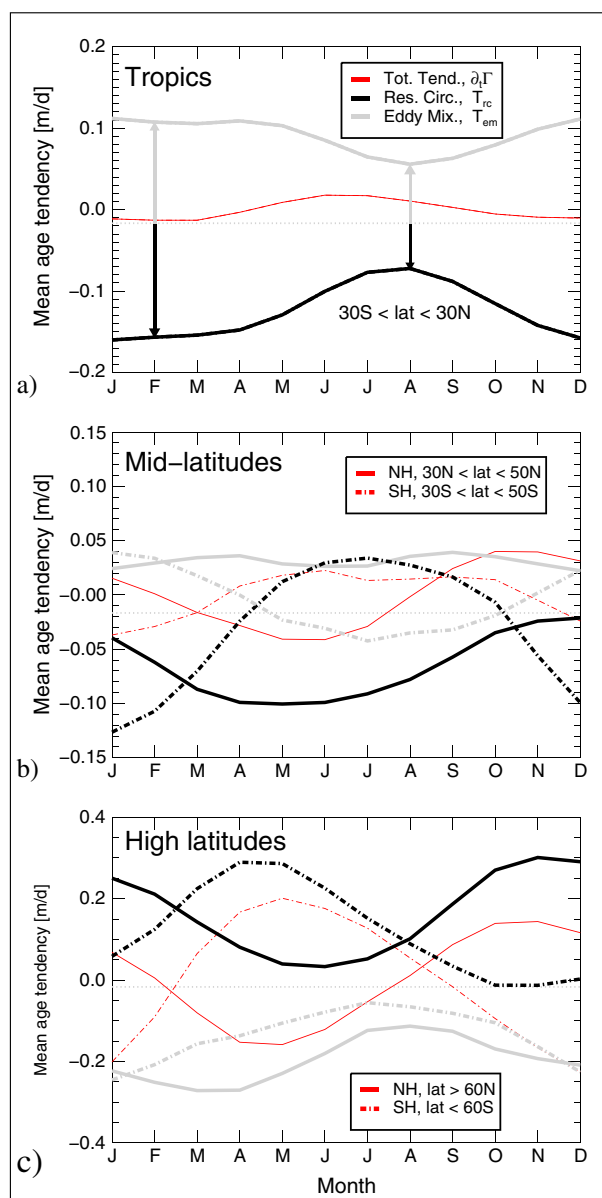 Tropics
Tot. Tend., ∂tΓ
Res. Circ., Trc
Eddy Mix., Tem
Mean age tendency [m/d]
0.2
0.1
0.0
−0.1
−0.2
30S < lat < 30N
a)
J F M A M J J A S O N D
Mid−latitudes
NH, 30N < lat < 50N
SH, 30S < lat < 50S
Mean age tendency [m/d]
0.15
0.10
0.05
−0.00
−0.05
−0.10
−0.15
b)
J F M A M J J A S O N D
High latitudes
Mean age tendency [m/d]
0.4
0.2
0.0
−0.2
−0.4
NH, lat > 60N
SH, lat < 60S
c)
J F M A M J J A S O N D
Month